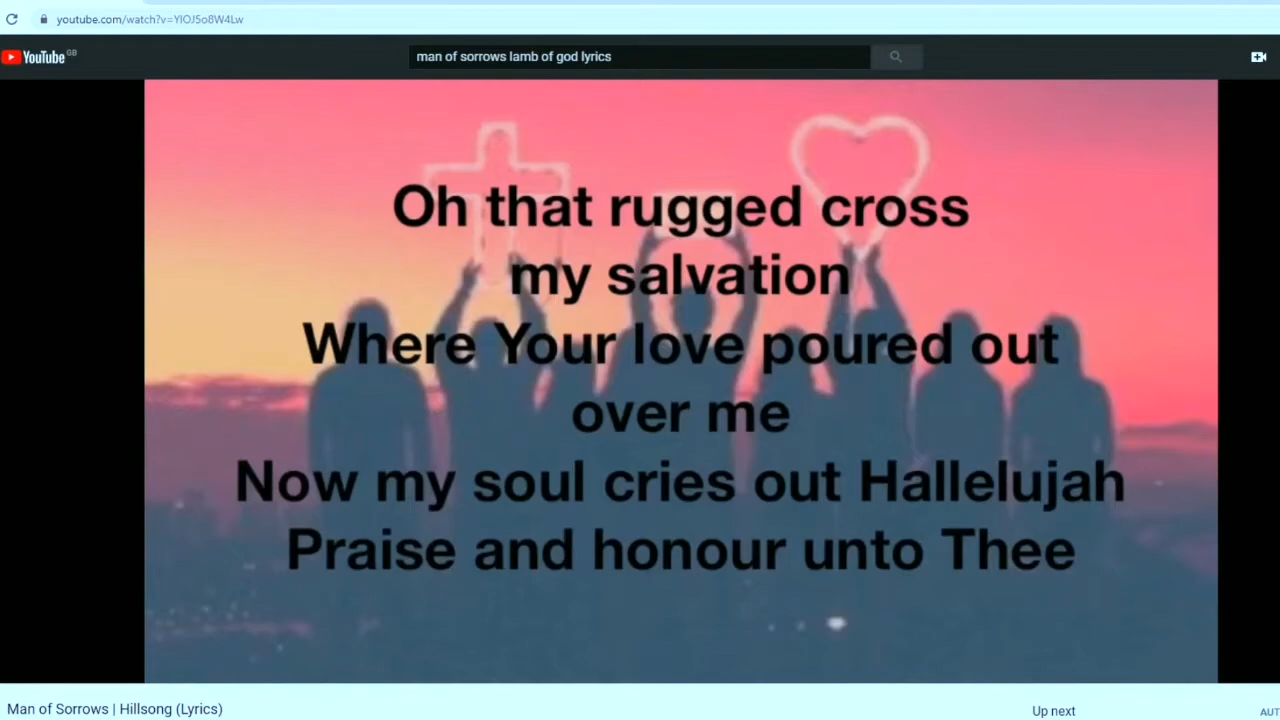 youtube.com/watch?v=YIOJ5o8W4Lw
YouTube GB
man of sorrows lamb of god lyrics
Oh that rugged cross
my salvation
Where Your love poured out
over me
Now my soul cries out Hallelujah
Praise and honour unto Thee
Man of Sorrows | Hillsong (Lyrics)
Up next
AUT